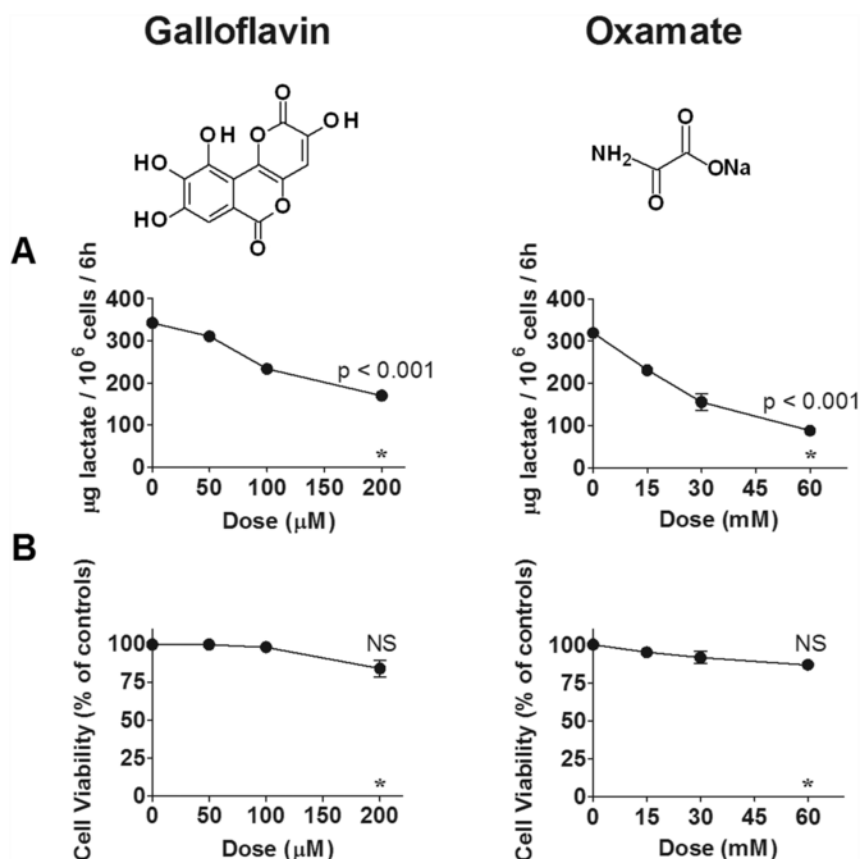 Galloflavin
Oxamate
O
O
OH
OH
HO
HO
O
O
O
NH2
O
ONa
O
A
µg lactate / 10^6 cells / 6h
400
300
200
100
0
p < 0.001
*
0 50 100 200
Dose (µM)
µg lactate / 10^6 cells / 6h
400
300
200
100
0
p < 0.001
*
0 15 30 45 60
Dose (mM)
B
Cell Viability (% of controls)
100
75
50
25
0
NS
*
0 50 100 200
Dose (µM)
Cell Viability (% of controls)
100
75
50
25
0
NS
*
0 15 30 45 60
Dose (mM)